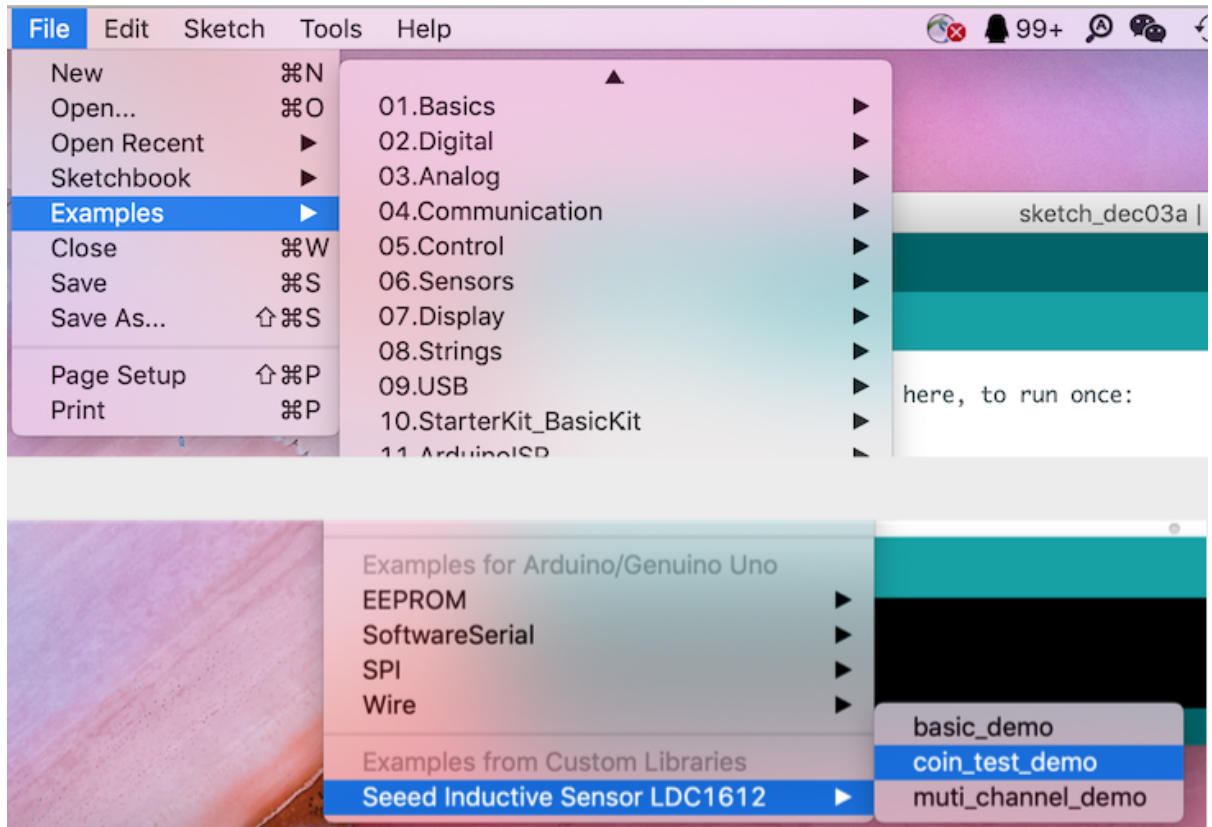 File Edit Sketch Tools Help 99+
New ⌘N
Open... ⌘O
Open Recent ▶
Sketchbook ▶
Examples ▶
Close ⌘W
Save ⌘S
Save As... ⇧⌘S
Page Setup ⇧⌘P
Print ⌘P
▲
01.Basics ▶
02.Digital ▶
03.Analog ▶
04.Communication ▶
05.Control ▶
06.Sensors ▶
07.Display ▶
08.Strings ▶
09.USB ▶
10.StarterKit_BasicKit ▶
11.ArduinoISP ▶
sketch_dec03a |
here, to run once:
Examples for Arduino/Genuino Uno
EEPROM ▶
SoftwareSerial ▶
SPI ▶
Wire ▶
Examples from Custom Libraries
Seeed Inductive Sensor LDC1612 ▶
basic_demo
coin_test_demo
muti_channel_demo